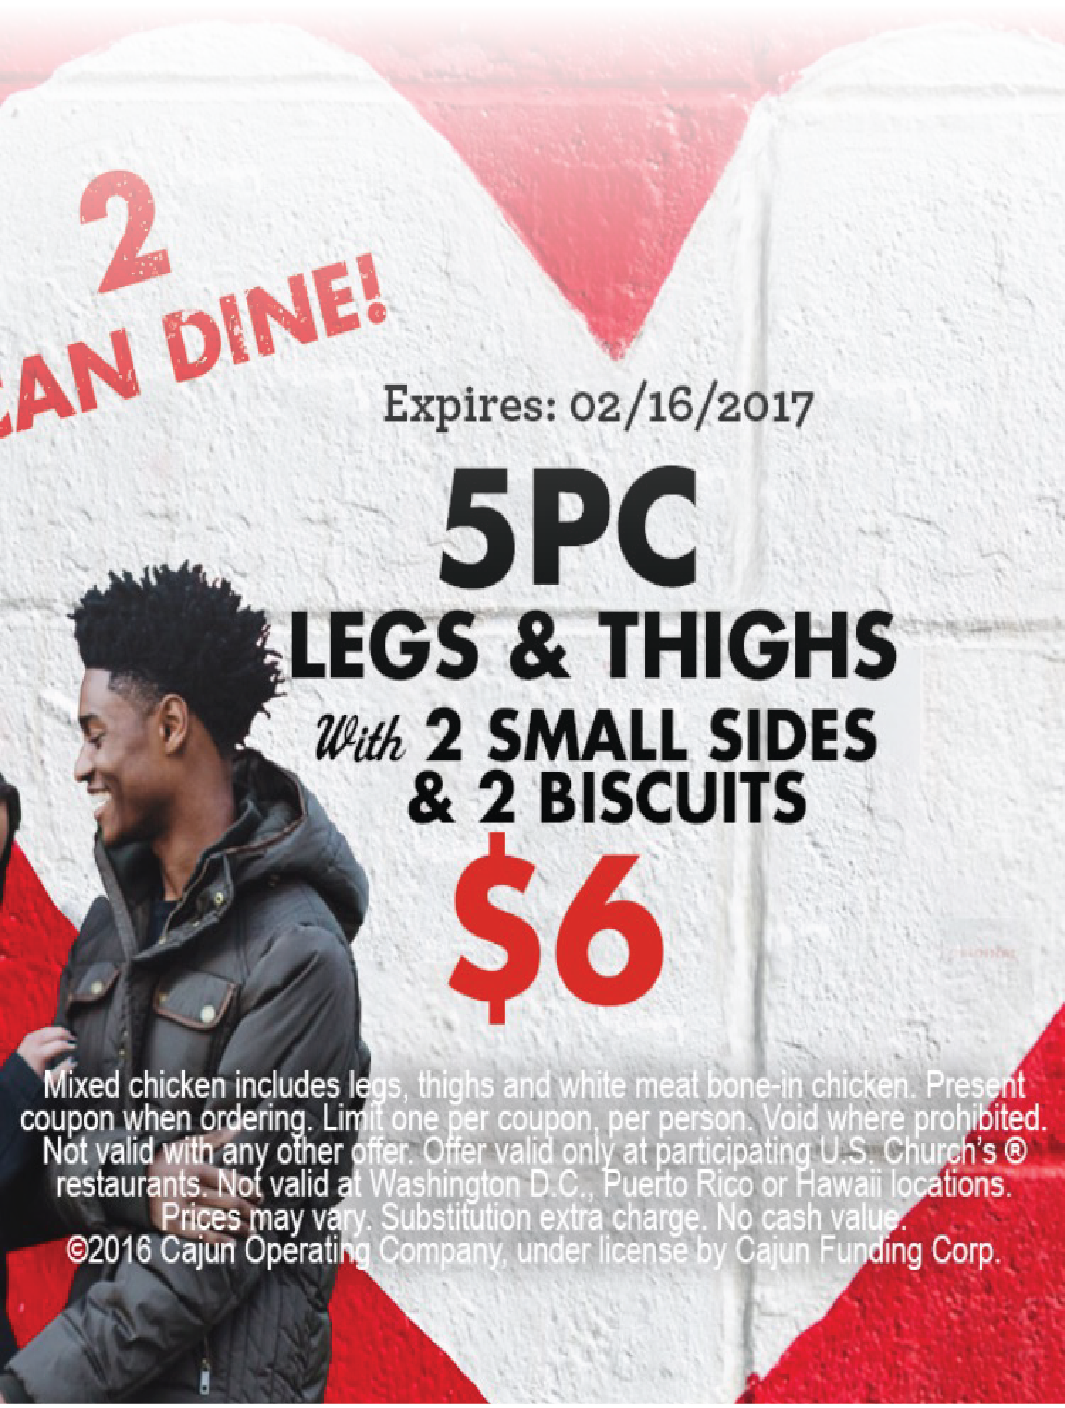 2
CAN DINE!
Expires: 02/16/2017
5PC
LEGS & THIGHS
With 2 SMALL SIDES
& 2 BISCUITS
$6
Mixed chicken includes legs, thighs and white meat bone-in chicken. Present
coupon when ordering. Limit one per coupon, per person. Void where prohibited.
Not valid with any other offer. Offer valid only at participating U.S. Church's ®
restaurants. Not valid at Washington D.C., Puerto Rico or Hawaii locations.
Prices may vary. Substitution extra charge. No cash value.
©2016 Cajun Operating Company, under license by Cajun Funding Corp.